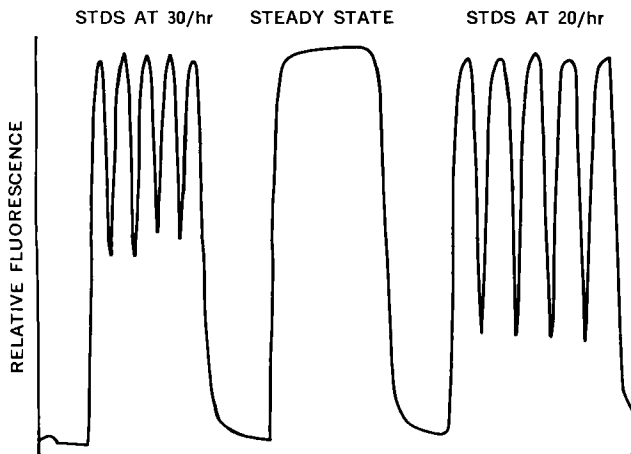 STDS AT 30/hr STEADY STATE STDS AT 20/hr
RELATIVE FLUORESCENCE